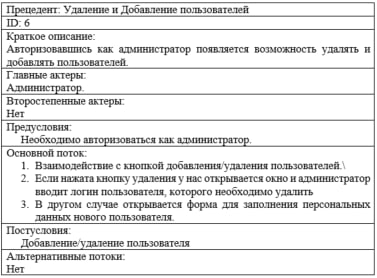 Прецедент: Удаление и Добавление пользователей
ID: 6
Краткое описание:
Авторизовавшись как администратор появляется возможность удалять и
добавлять пользователей.
Главные актеры:
Администратор.
Второстепенные актеры:
Нет
Предусловия:
Необходимо авторизоваться как администратор.
Основной поток:
1. Взаимодействие с кнопкой добавления/удаления пользователей.\
2. Если нажата кнопку удаления у нас открывается окно и администратор
вводит логин пользователя, которого необходимо удалить
3. В другом случае открывается форма для заполнения персональных
данных нового пользователя.
Постусловия:
Добавление/удаление пользователя
Альтернативные потоки:
Нет